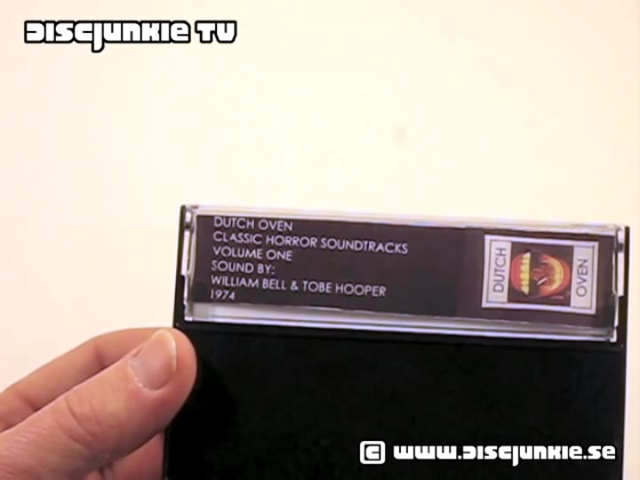 DISCJUNKIE TV
DUTCH OVEN
CLASSIC HORROR SOUNDTRACKS
VOLUME ONE
SOUND BY:
WILLIAM BELL & TOBE HOOPER
1974
DUTCH
OVEN
© WWW.DISCJUNKIE.SE